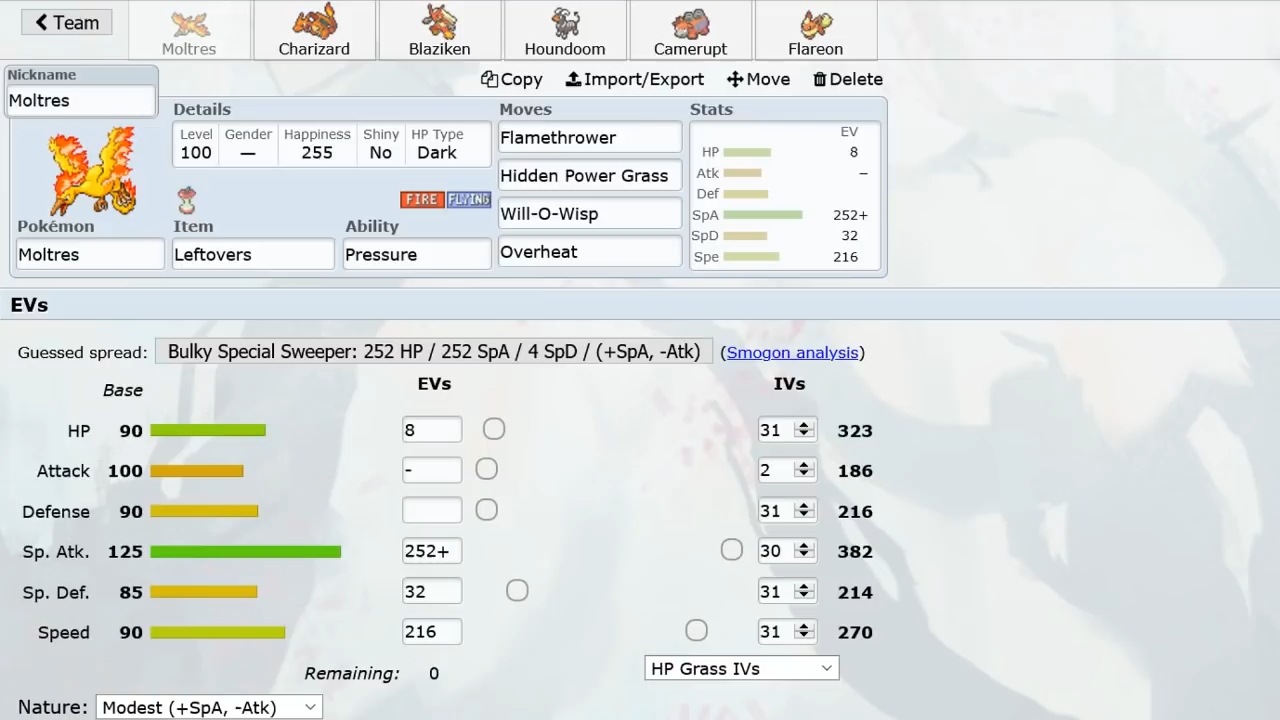 Team
Moltres
Charizard
Blaziken
Houndoom
Camerupt
Flareon
Copy
Import/Export
Move
Delete
Nickname
Moltres
Pokémon
Moltres
Details
Level
100
Gender
—
Happiness
255
Shiny
No
HP Type
Dark
FIRE
FLYING
Item
Leftovers
Ability
Pressure
Moves
Flamethrower
Hidden Power Grass
Will-O-Wisp
Overheat
Stats
EV
HP 8
Atk –
Def
SpA 252+
SpD 32
Spe 216
EVs
Guessed spread: Bulky Special Sweeper: 252 HP / 252 SpA / 4 SpD / (+SpA, -Atk) (Smogon analysis)
Base EVs IVs
HP 90 8 31 323
Attack 100 - 2 186
Defense 90 31 216
Sp. Atk. 125 252+ 30 382
Sp. Def. 85 32 31 214
Speed 90 216 31 270
Remaining: 0
HP Grass IVs
Nature: Modest (+SpA, -Atk)